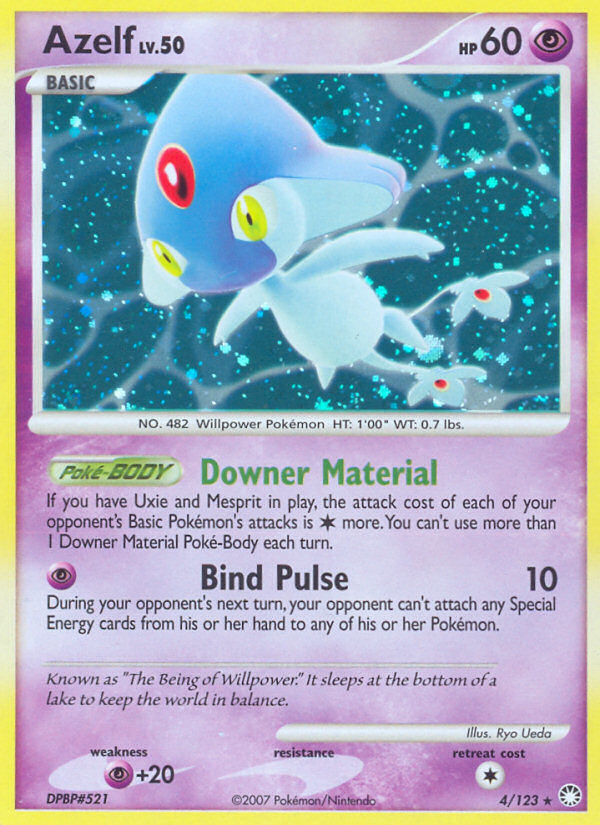 Azelf LV.50 HP 60
BASIC
NO. 482 Willpower Pokémon HT: 1'00" WT: 0.7 lbs.
Poké-BODY Downer Material
If you have Uxie and Mesprit in play, the attack cost of each of your
opponent's Basic Pokémon's attacks is more. You can't use more than
1 Downer Material Poké-Body each turn.
Bind Pulse 10
During your opponent's next turn, your opponent can't attach any Special
Energy cards from his or her hand to any of his or her Pokémon.
Known as "The Being of Willpower." It sleeps at the bottom of a
lake to keep the world in balance.
Illus. Ryo Ueda
weakness resistance retreat cost
+20
DPBP#521 ©2007 Pokémon/Nintendo 4/123 ★